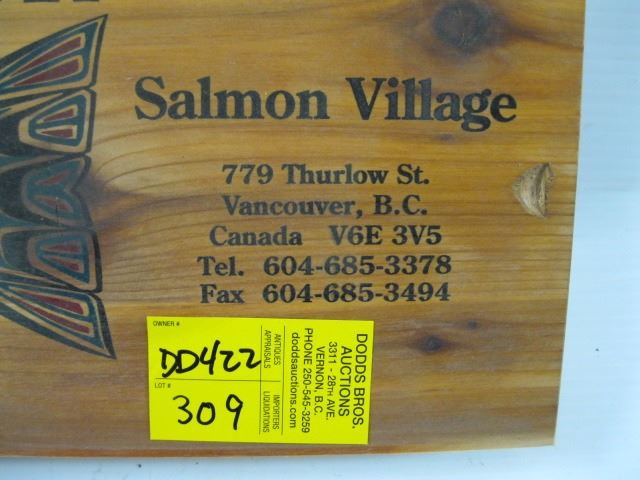 Salmon Village
779 Thurlow St.
Vancouver, B.C.
Canada V6E 3V5
Tel. 604-685-3378
Fax 604-685-3494
OWNER #
DD422
LOT #
309
ANTIQUES
APPRAISALS
IMPORTERS
LIQUIDATIONS
DODDS BROS.
AUCTIONS
3311 - 28TH AVE.
VERNON, B.C.
PHONE 250-545-3259
doddsauctions.com